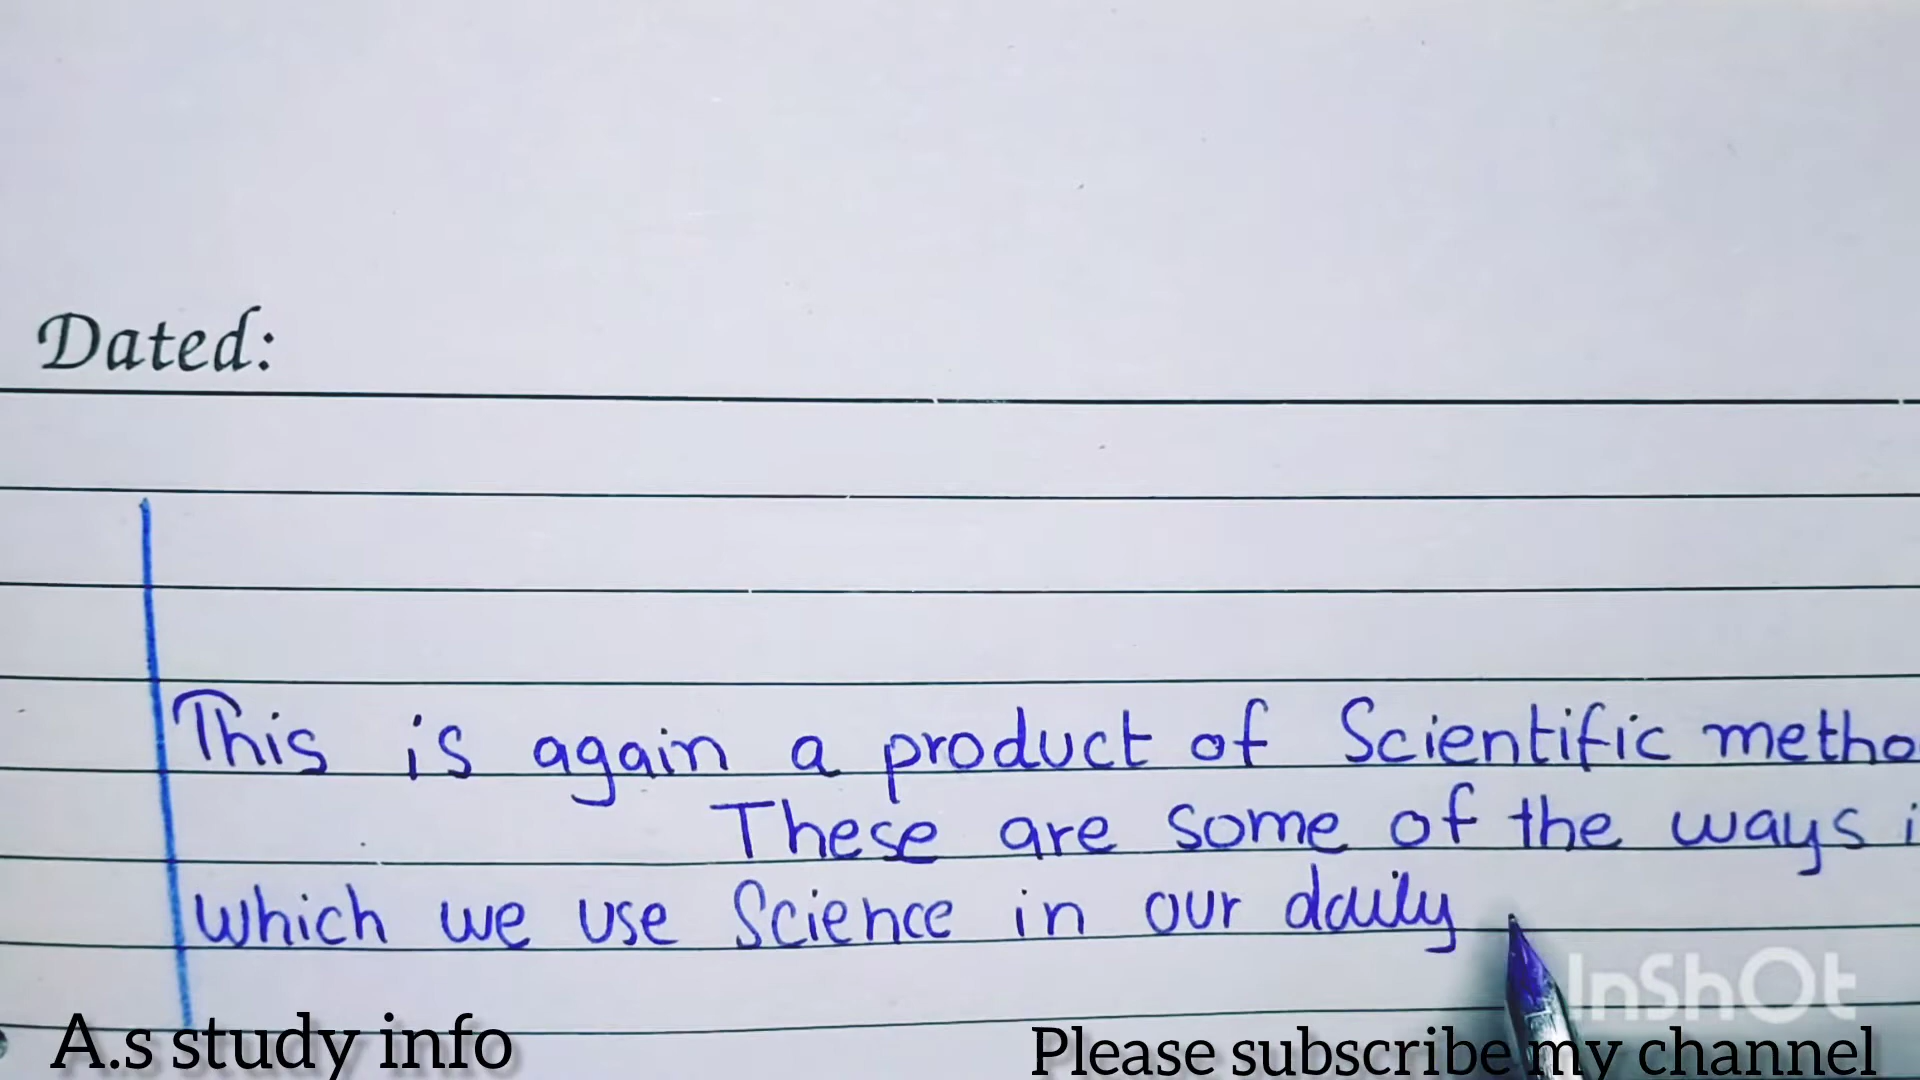 Dated:
This is again a product of Scientific metho
These are some of the ways i
which we use Science in our daily
InShOt
A.s study info
Please subscribe my channel